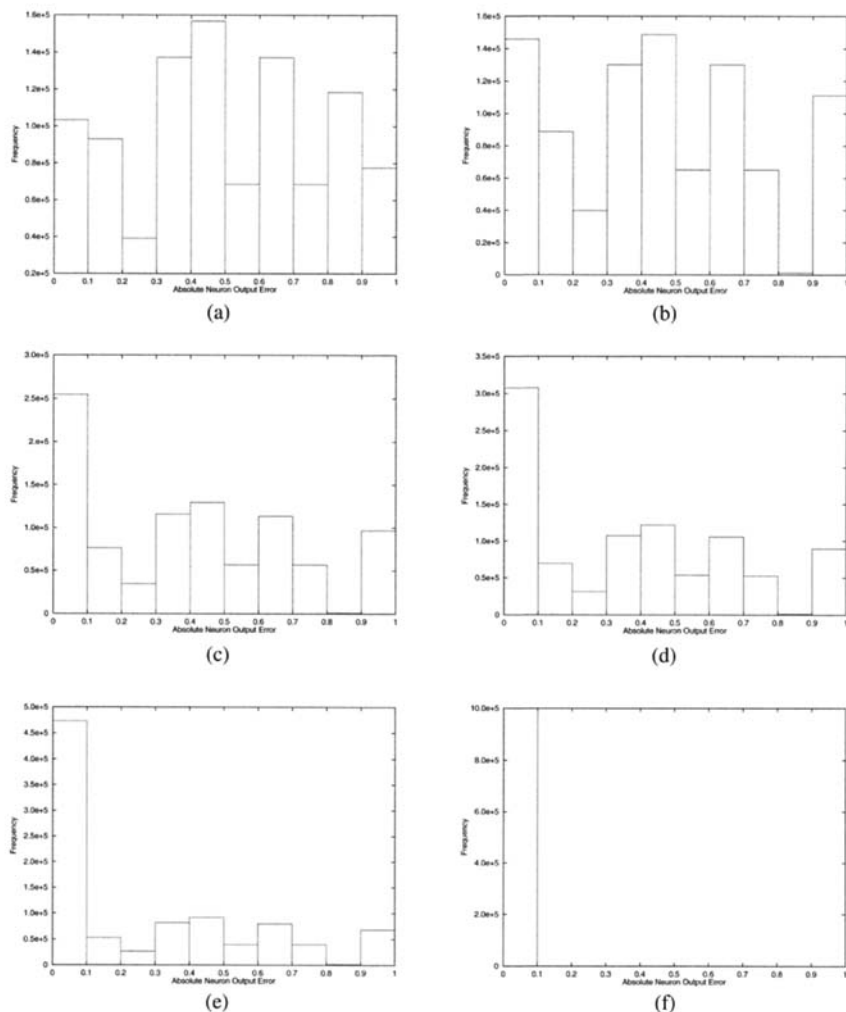 1.6e+5
1.4e+5
1.2e+5
1.0e+5
0.8e+5
0.6e+5
0.4e+5
0.2e+5
Frequency
0 0.1 0.2 0.3 0.4 0.5 0.6 0.7 0.8 0.9 1
Absolute Neuron Output Error
(a)
1.6e+5
1.4e+5
1.2e+5
1.0e+5
0.8e+5
0.6e+5
0.4e+5
0.2e+5
0
Frequency
0 0.1 0.2 0.3 0.4 0.5 0.6 0.7 0.8 0.9 1
Absolute Neuron Output Error
(b)
3.0e+5
2.5e+5
2.e+5
1.5e+5
1.0e+5
0.5e+5
0
Frequency
0 0.1 0.2 0.3 0.4 0.5 0.6 0.7 0.8 0.9 1
Absolute Neuron Output Error
(c)
3.5e+5
3.0e+5
2.5e+5
2.0e+5
1.5e+5
1.0e+5
0.5e+5
0
Frequency
0 0.1 0.2 0.3 0.4 0.5 0.6 0.7 0.8 0.9 1
Absolute Neuron Output Error
(d)
5.0e+5
4.5e+5
4.0e+5
3.5e+5
3.0e+5
2.5e+5
2.0e+5
1.5e+5
1.0e+5
0.5e+5
0
Frequency
0 0.1 0.2 0.3 0.4 0.5 0.6 0.7 0.8 0.9 1
Absolute Neuron Output Error
(e)
10.0e+5
8.0e+5
6.0e+5
4.0e+5
2.0e+5
0
Frequency
0 0.1 0.2 0.3 0.4 0.5 0.6 0.7 0.8 0.9 1
Absolute Neuron Output Error
(f)